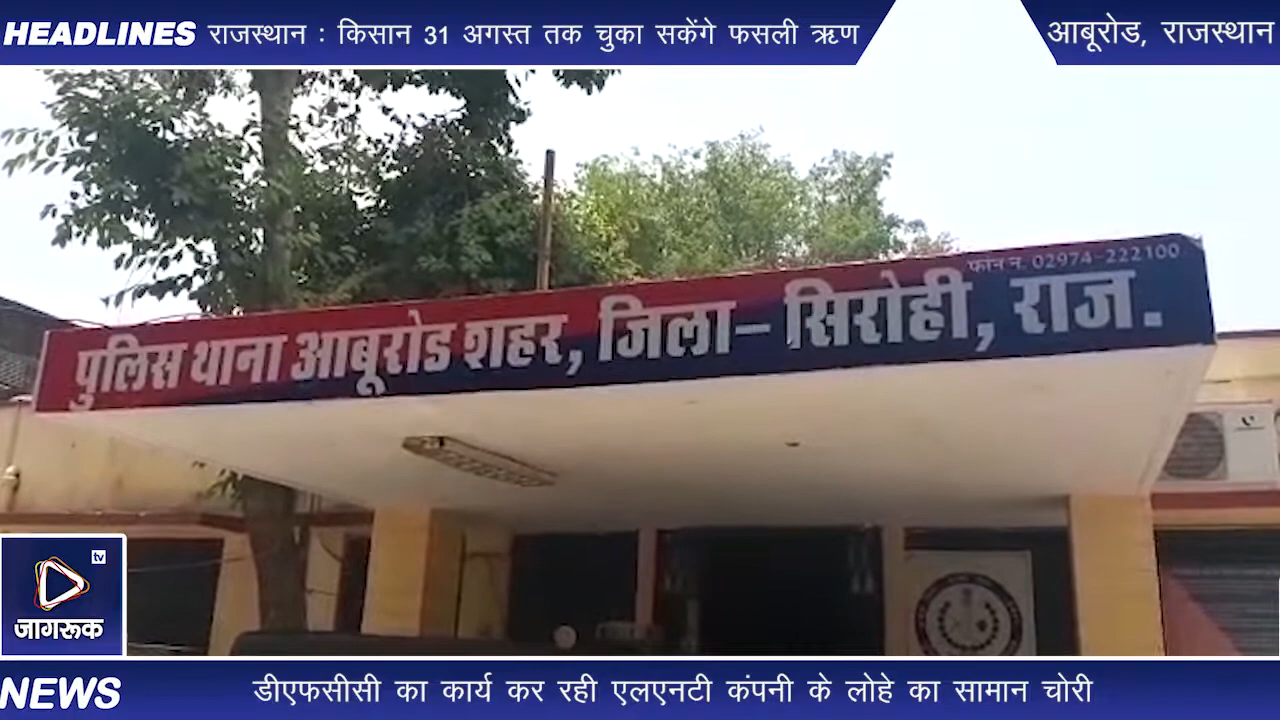 HEADLINES राजस्थान : किसान 31 अगस्त तक चुका सकेंगे फसली ऋण
आबूरोड, राजस्थान
फोन न. 02974-222100
पुलिस थाना आबूरोड शहर, जिला- सिरोही, राज.
tv
जागरूक
NEWS डीएफसीसी का कार्य कर रही एलएनटी कंपनी के लोहे का सामान चोरी